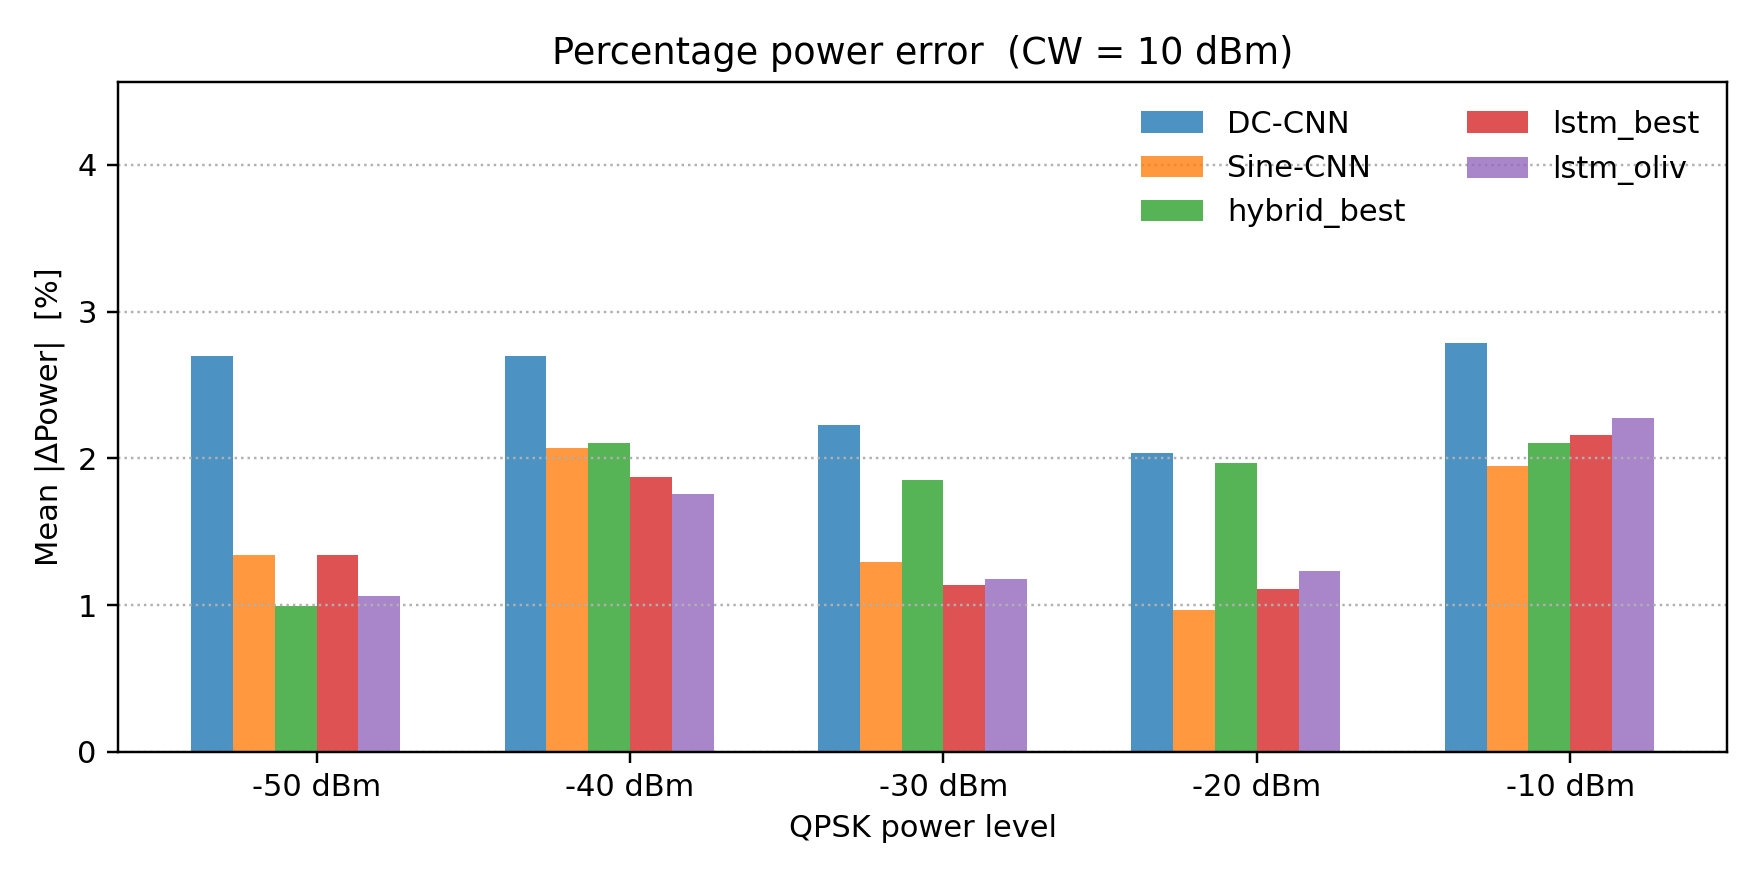 Percentage power error (CW = 10 dBm)
DC-CNN
Sine-CNN
hybrid_best
lstm_best
lstm_oliv
Mean |ΔPower| [%]
4
3
2
1
0
-50 dBm
-40 dBm
-30 dBm
-20 dBm
-10 dBm
QPSK power level